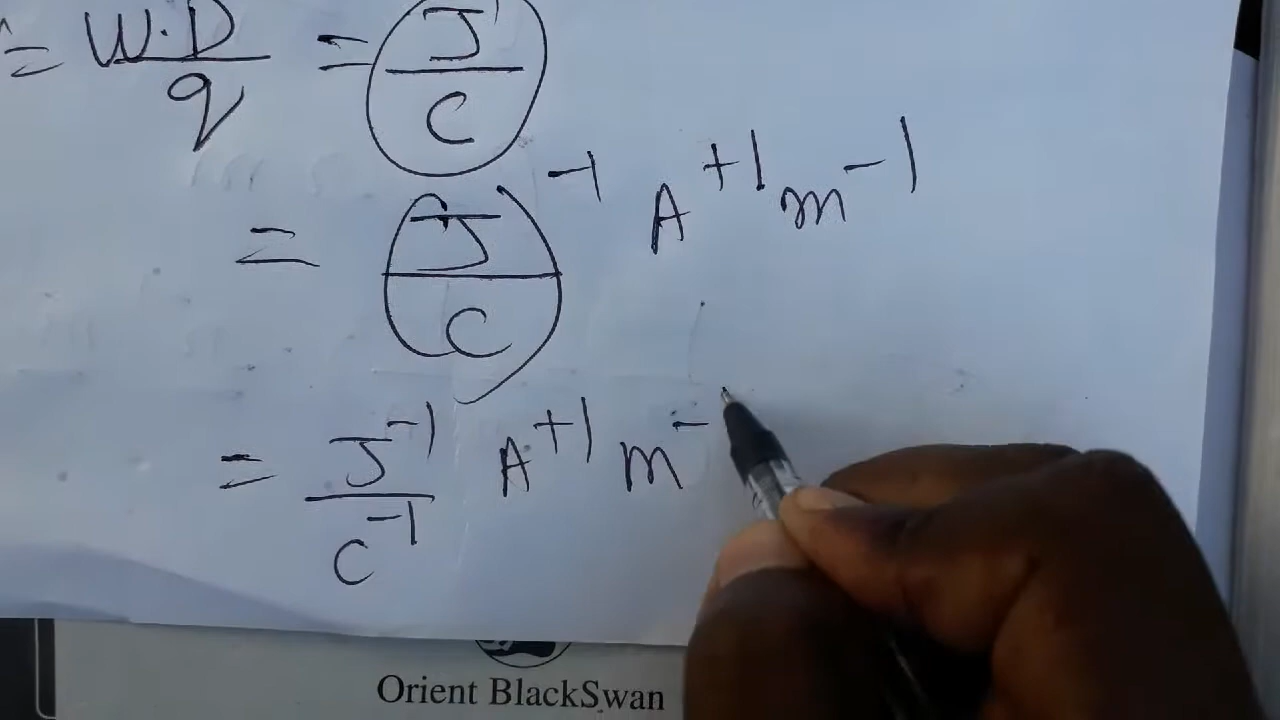 = W.D/q = (J/C)
= (J/C)^-1 A^+1 m^-1
= J^-1/C^-1 A^+1 m^-
Orient BlackSwan